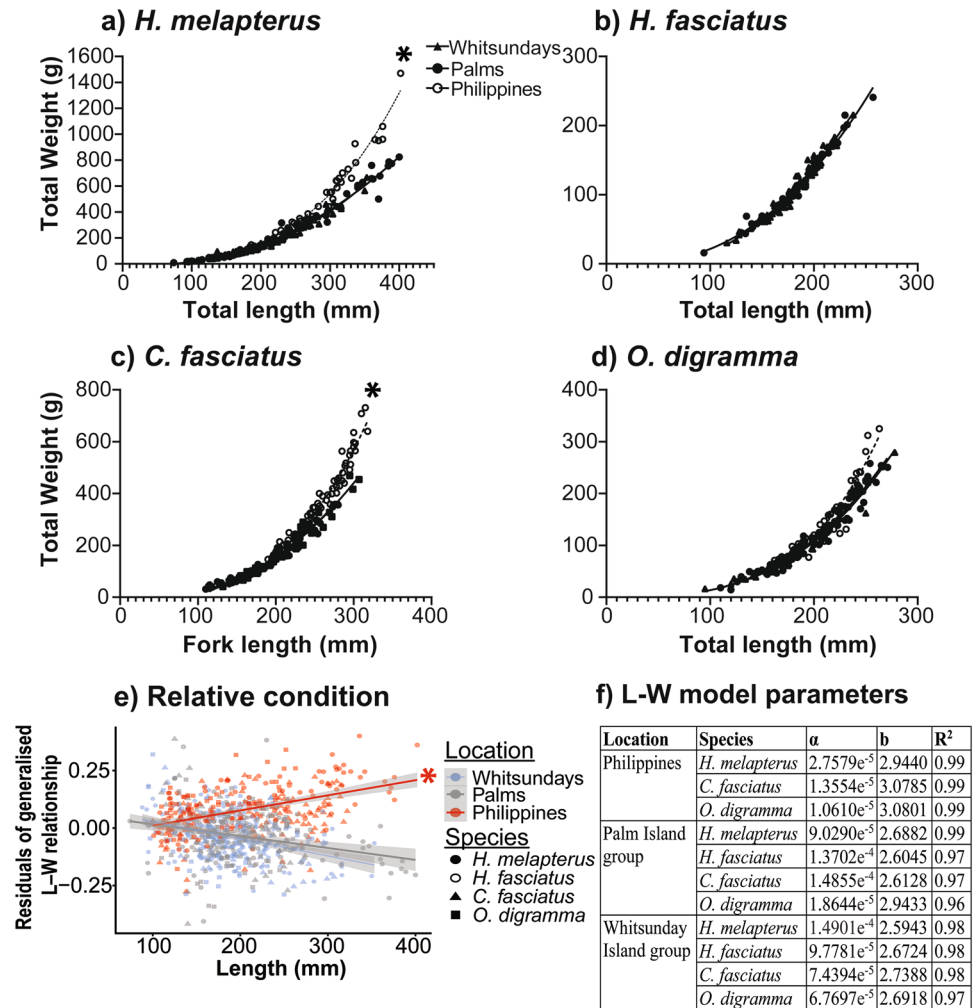 a) H. melapterus
b) H. fasciatus
Total Weight (g)
1600
1400
1200
1000
800
600
400
200
0
0 100 200 300 400
Total length (mm)
*
Whitsundays
Palms
Philippines
300
200
100
0
0 100 200 300
Total length (mm)
c) C. fasciatus
d) O. digramma
Total Weight (g)
800
600
400
200
0
0 100 200 300 400
Fork length (mm)
*
400
300
200
100
0
0 100 200 300
Total length (mm)
e) Relative condition
Residuals of generalised
L–W relationship
0.25
0.00
−0.25
100 200 300 400
Length (mm)
*
Location
Whitsundays
Palms
Philippines
Species
H. melapterus
H. fasciatus
C. fasciatus
O. digramma
f) L-W model parameters
Location Species α b R²
Philippines H. melapterus 2.7579e⁻⁵ 2.9440 0.99
C. fasciatus 1.3554e⁻⁵ 3.0785 0.99
O. digramma 1.0610e⁻⁵ 3.0801 0.99
Palm Island H. melapterus 9.0290e⁻⁵ 2.6882 0.99
group H. fasciatus 1.3702e⁻⁴ 2.6045 0.97
C. fasciatus 1.4855e⁻⁴ 2.6128 0.97
O. digramma 1.8644e⁻⁵ 2.9433 0.96
Whitsunday H. melapterus 1.4901e⁻⁴ 2.5943 0.98
Island group H. fasciatus 9.7781e⁻⁵ 2.6724 0.98
C. fasciatus 7.4394e⁻⁵ 2.7388 0.98
O. digramma 6.7697e⁻⁵ 2.6918 0.97